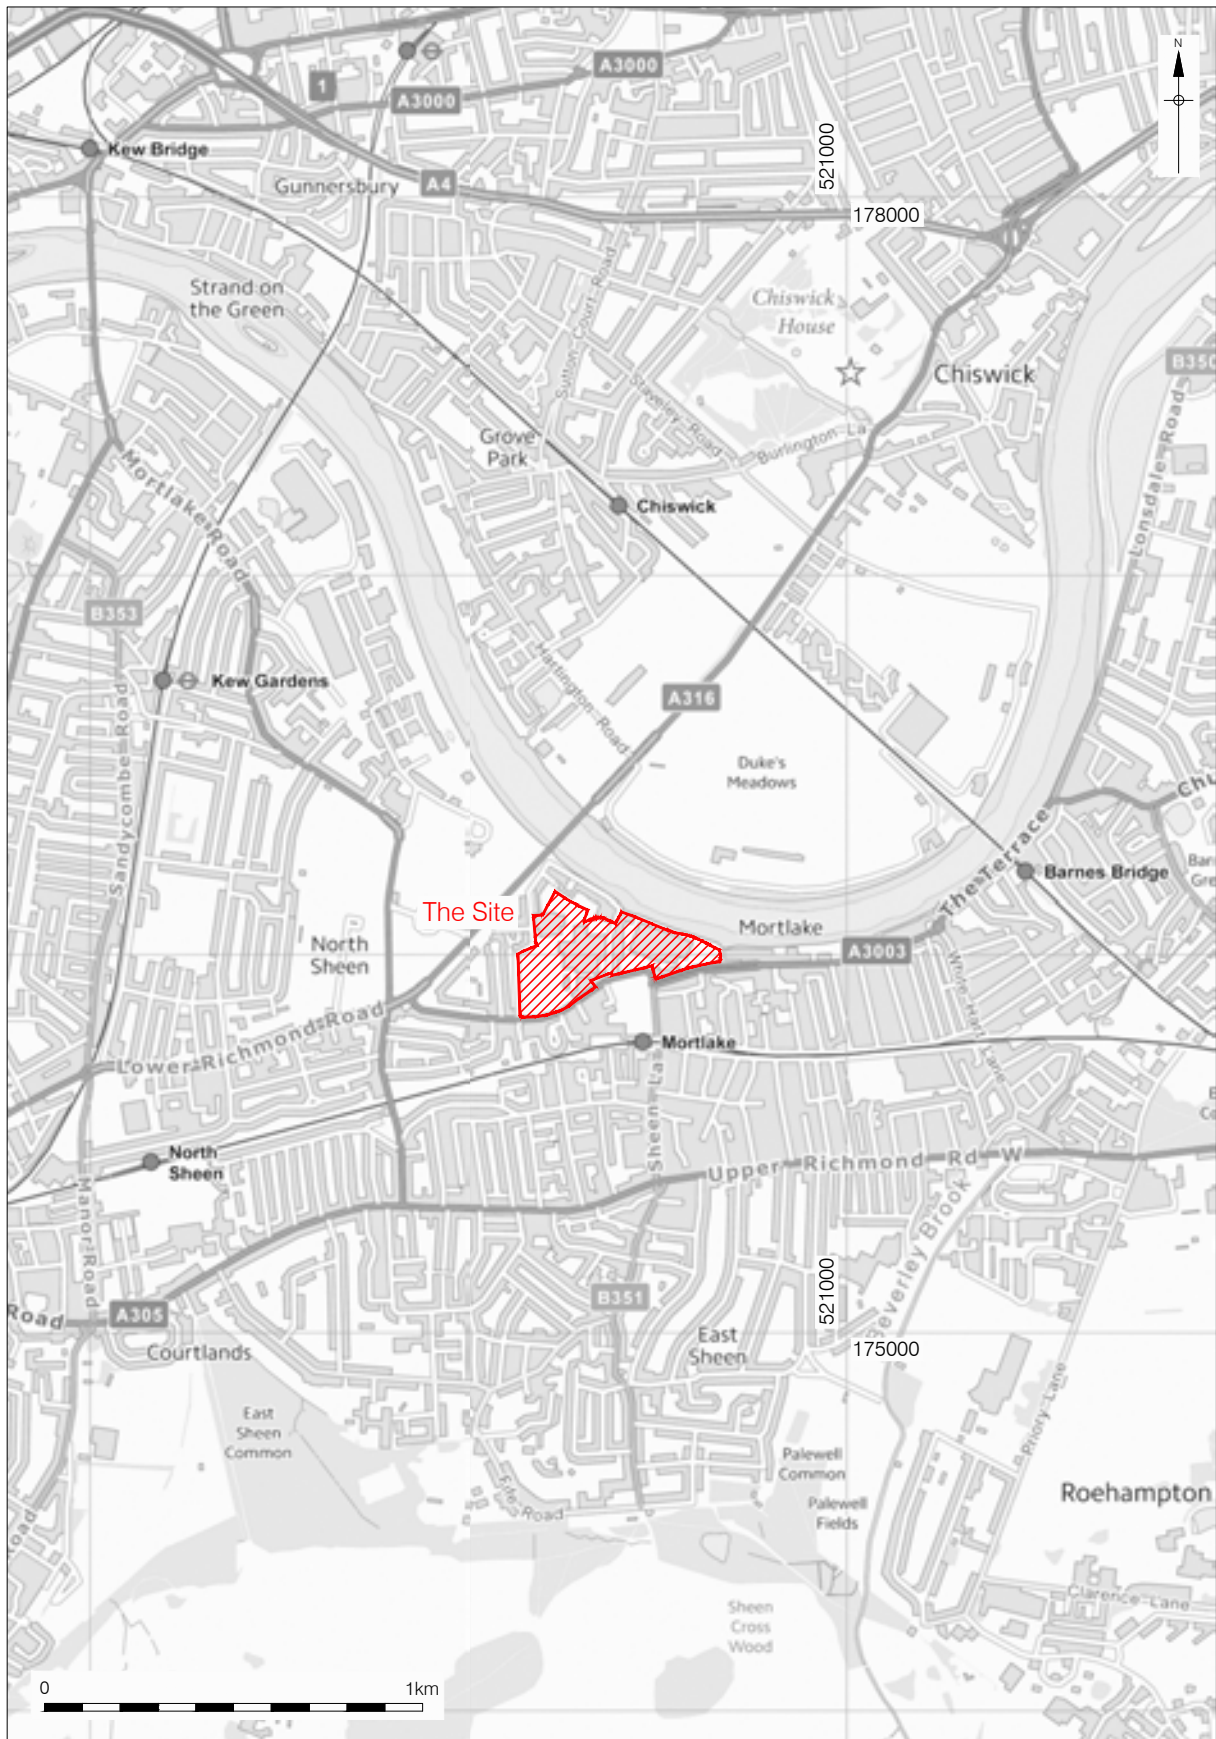 A3000
N
1
A3000
521000
Kew Bridge
Gunnersbury
A4
178000
Strand on
the Green
Sutton Court Road
Chiswick
House
Chiswick
B350
Staveley Road
Grove
Park
Burlington La
Lonsdale Road
Mortlake Road
Chiswick
B353
Kew Gardens
Hartington Road
A316
Sandycombe Road
Duke's
Meadows
Chu
The Terrace
Barnes Bridge
Barn
Gre
The Site
Mortlake
North
Sheen
A3003
White Hart Lane
Lower Richmond Road
Mortlake
Sheen La
E
Co
North
Sheen
Upper Richmond Rd W
Manor Road
Beverley Brook
521000
B351
Road
A305
East
Sheen
175000
Courtlands
Priory Lane
East
Sheen
Common
Palewell
Common
Fife Road
Palewell
Fields
Roehampton
Road
Clarence Lane
Sheen
Cross
Wood
0
1km